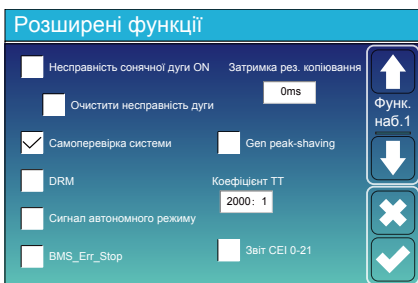 Розширені функції
Несправність сонячної дуги ON
Затримка рез. копіювання
0ms
Очистити несправність дуги
Функ.
наб.1
Самоперевірка системи
Gen peak-shaving
DRM
Коефіцієнт ТТ
2000: 1
Сигнал автономного режиму
BMS_Err_Stop
Звіт CEI 0-21